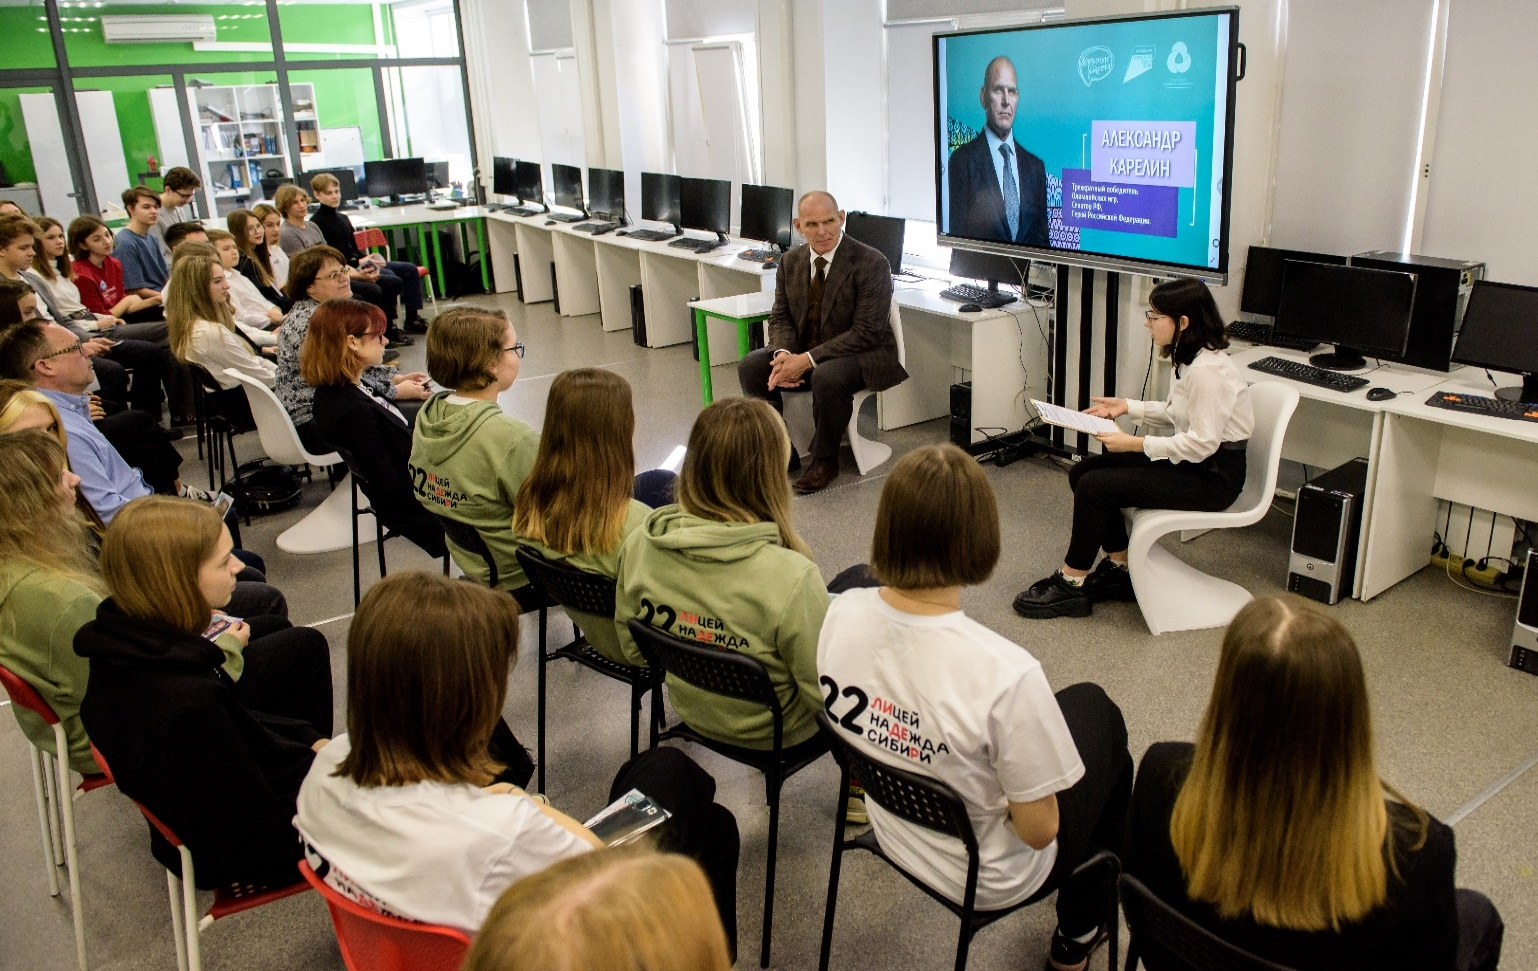 АЛЕКСАНДР
КАРЕЛИН
Трехкратный победитель
Олимпийских игр,
Сенатор РФ,
Герой Российской Федерации.
22 ЛИЦЕЙ
НАДЕЖДА
СИБИРИ
22 ЛИЦЕЙ
НАДЕЖДА
22 ЛИЦЕЙ
НАДЕЖДА
СИБИРИ